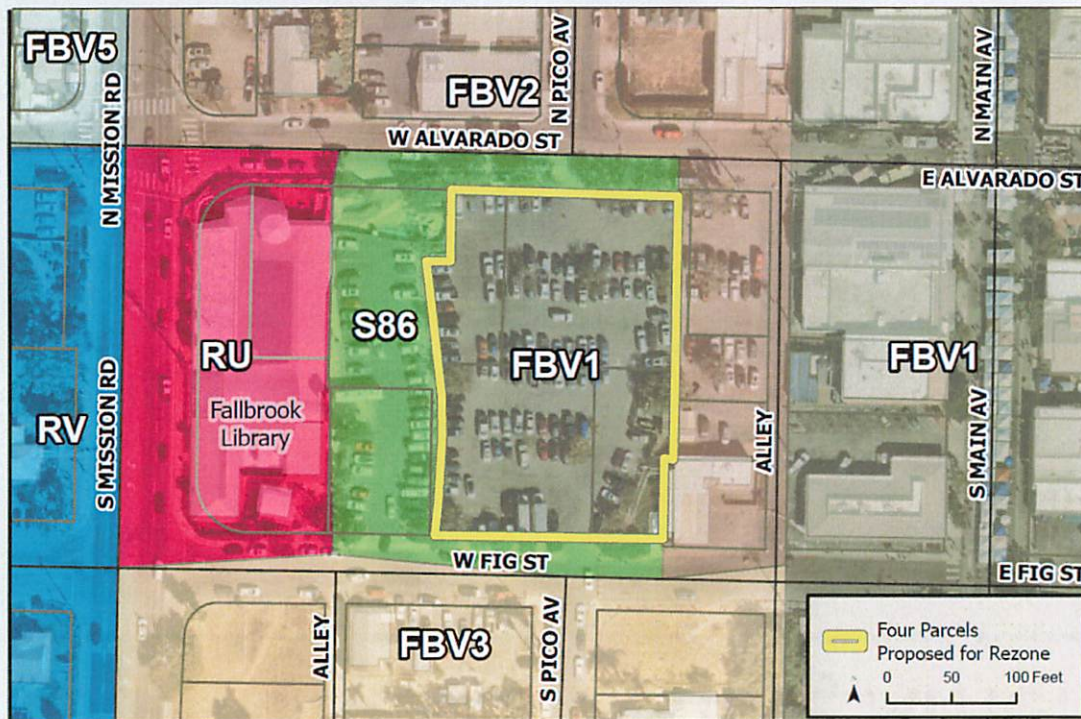 FBV5
N MISSION RD
FBV2
N PICO AV
N MAIN AV
W ALVARADO ST
E ALVARADO ST
S86
RU
FBV1
FBV1
Fallbrook
Library
RV
S MISSION RD
ALLEY
S MAIN AV
W FIG ST
E FIG ST
ALLEY
FBV3
S PICO AV
Four Parcels
Proposed for Rezone
0 50 100 Feet